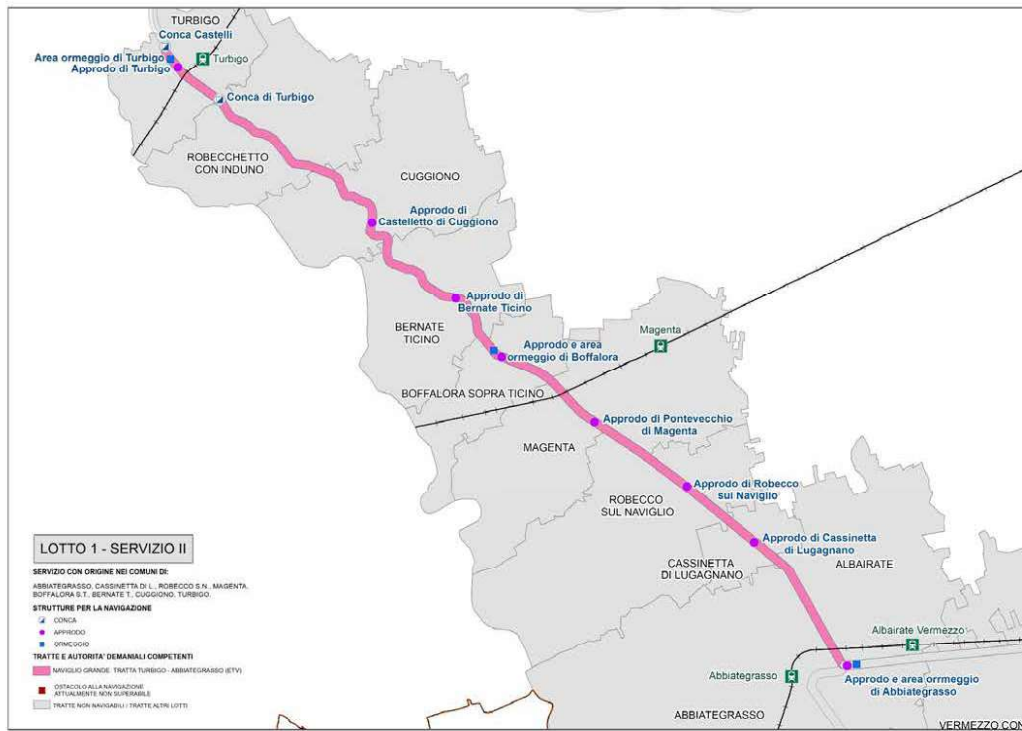 TURBIGO
Conca Castelli
Area ormeggio di Turbigo
Approdo di Turbigo
Turbigo
Conca di Turbigo
ROBECCHETTO
CON INDUNO
CUGGIONO
Approdo di
Castelletto di Cuggiono
Approdo di
Bernate Ticino
BERNATE
TICINO
Magenta
Approdo e area
ormeggio di Boffalora
BOFFALORA SOPRA TICINO
Approdo di Pontevecchio
di Magenta
MAGENTA
Approdo di Robecco
sul Naviglio
ROBECCO
SUL NAVIGLIO
Approdo di Cassinetta
di Lugagnano
CASSINETTA
DI LUGAGNANO
ALBAIRATE
Albairate Vermezzo
Abbiategrasso
Approdo e area orrmeggio
di Abbiategrasso
ABBIATEGRASSO
VERMEZZO CON
LOTTO 1 - SERVIZIO II
SERVIZIO CON ORIGINE NEI COMUNI DI:
ABBIATEGRASSO, CASSINETTA DI L., ROBECCO S.N., MAGENTA,
BOFFALORA S.T., BERNATE T., CUGGIONO, TURBIGO.
STRUTTURE PER LA NAVIGAZIONE
CONCA
APPRODO
ORMEGGIO
TRATTE E AUTORITA' DEMANIALI COMPETENTI
NAVIGLIO GRANDE: TRATTA TURBIGO - ABBIATEGRASSO (ETV)
OSTACOLO ALLA NAVIGAZIONE
ATTUALMENTE NON SUPERABILE
TRATTE NON NAVIGABILI / TRATTE ALTRI LOTTI